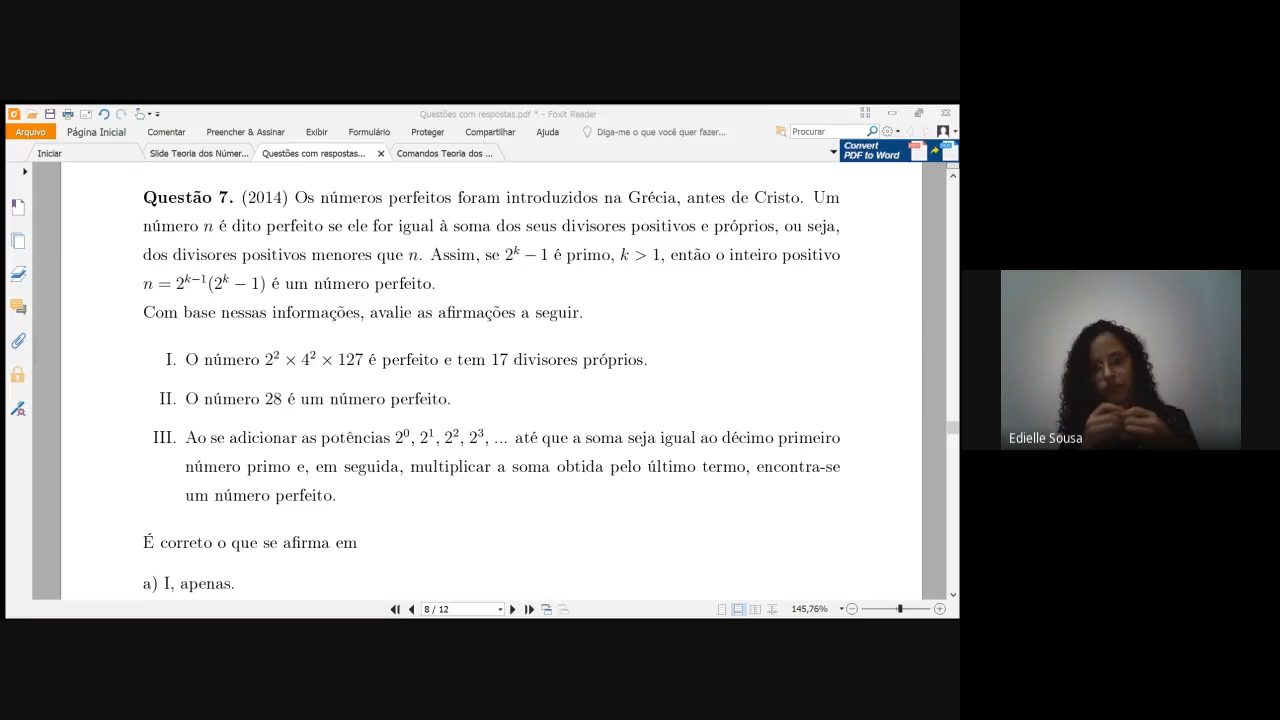 Questões com respostas.pdf * - Foxit Reader
Arquivo Página Inicial Comentar Preencher & Assinar Exibir Formulário Proteger Compartilhar Ajuda Diga-me o que você quer fazer... Procurar
Iniciar Slide Teoria dos Númer... Questões com respostas... Comandos Teoria dos ... Convert
PDF to Word
Questão 7. (2014) Os números perfeitos foram introduzidos na Grécia, antes de Cristo. Um
número n é dito perfeito se ele for igual à soma dos seus divisores positivos e próprios, ou seja,
dos divisores positivos menores que n. Assim, se 2^k − 1 é primo, k > 1, então o inteiro positivo
n = 2^{k−1}(2^k − 1) é um número perfeito.
Com base nessas informações, avalie as afirmações a seguir.
I. O número 2² × 4² × 127 é perfeito e tem 17 divisores próprios.
II. O número 28 é um número perfeito.
III. Ao se adicionar as potências 2⁰, 2¹, 2², 2³, ... até que a soma seja igual ao décimo primeiro
número primo e, em seguida, multiplicar a soma obtida pelo último termo, encontra-se
um número perfeito.
É correto o que se afirma em
a) I, apenas.
8 / 12 145,76%
Edielle Sousa